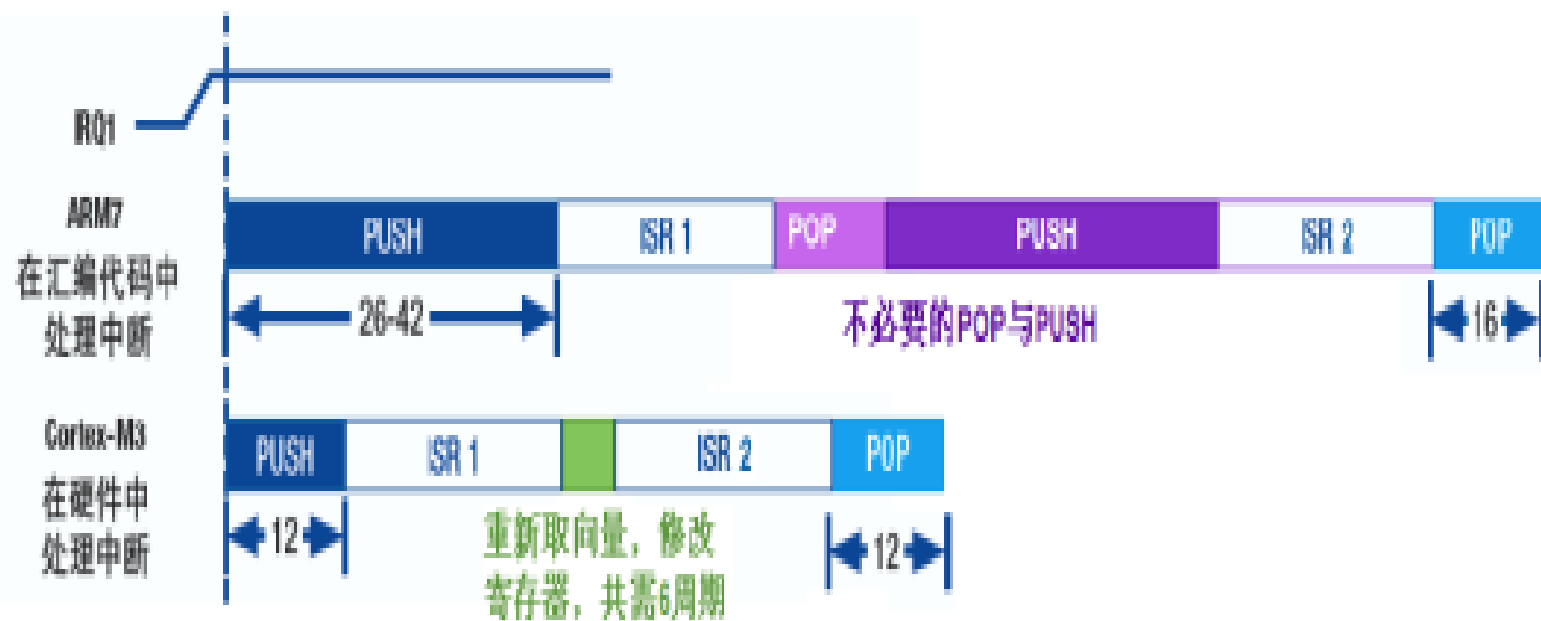 IRQ1
ARM7
在汇编代码中
处理中断
PUSH
ISR 1
POP
PUSH
ISR 2
POP
26-42
不必要的POP与PUSH
16
Cortex-M3
在硬件中
处理中断
PUSH
ISR 1
ISR 2
POP
12
重新取向量，修改
寄存器，共需6周期
12